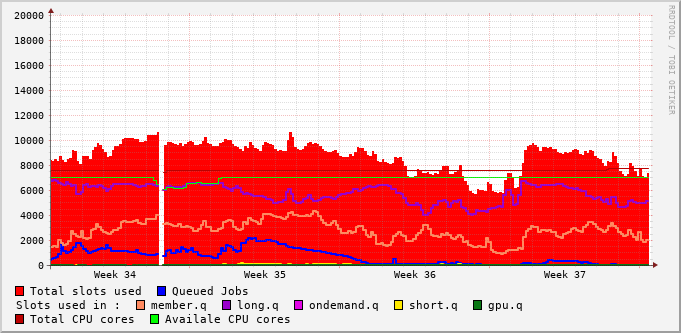 20000
18000
16000
14000
12000
10000
8000
6000
4000
2000
0
Week 34 Week 35 Week 36 Week 37
Total slots used Queued Jobs
Slots used in : member.q long.q ondemand.q short.q gpu.q
Total CPU cores Availale CPU cores
RRDTOOL / TOBI OETIKER